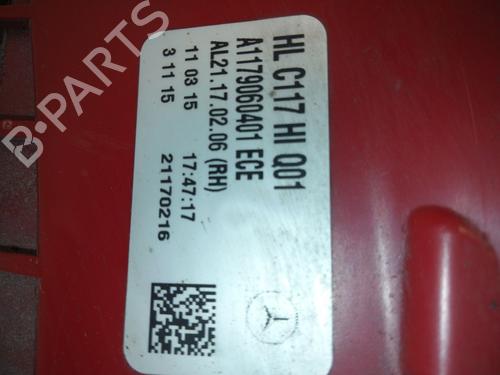 HL C117 HI Q01
A1179060401 ECE
AL21.17.02.06 (RH)
11 03 15 17:47:17
3 11 15 21170216
B-Parts